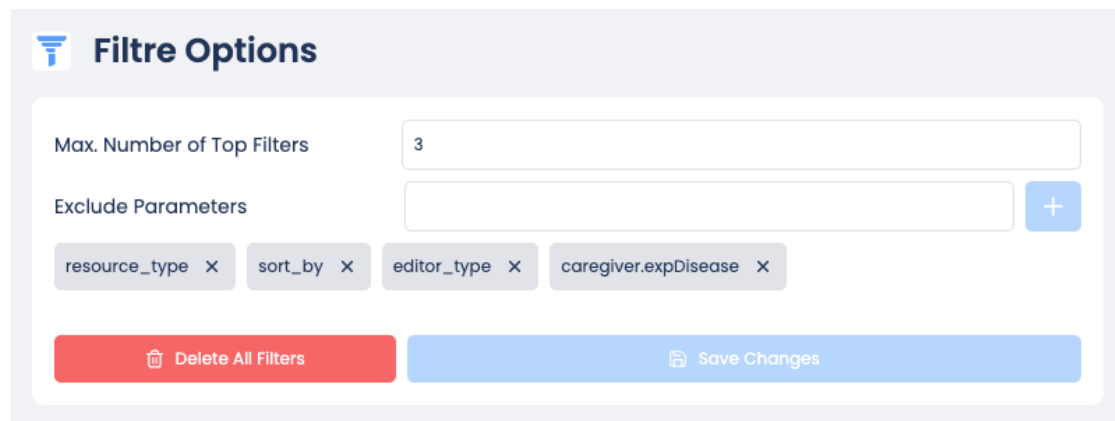 Filtre Options
Max. Number of Top Filters 3
Exclude Parameters +
resource_type × sort_by × editor_type × caregiver.expDisease ×
Delete All Filters Save Changes